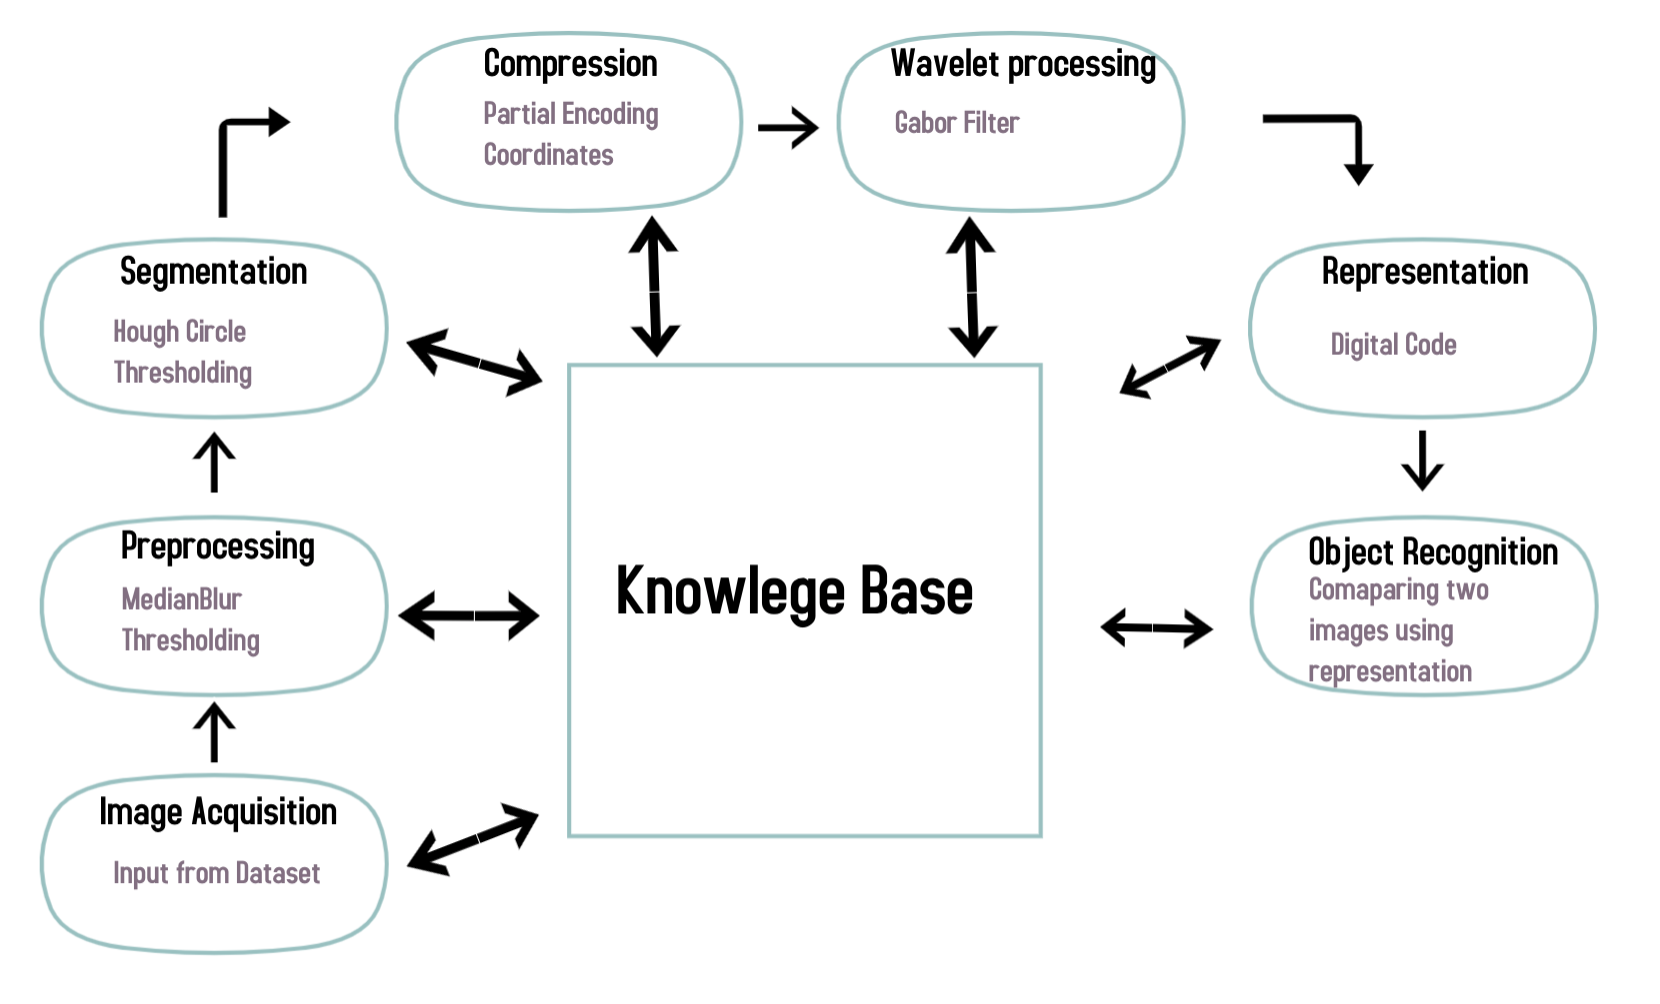 Compression
Partial Encoding
Coordinates
Wavelet processing
Gabor Filter
Segmentation
Hough Circle
Thresholding
Representation
Digital Code
Preprocessing
MedianBlur
Thresholding
Knowlege Base
Object Recognition
Comaparing two
images using
representation
Image Acquisition
Input from Dataset